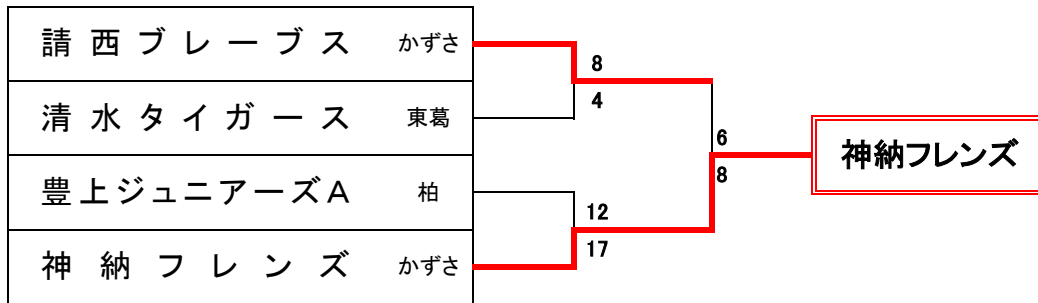 請西ブレーブス かずさ
清水タイガース 東葛
豊上ジュニアーズA 柏
神納フレンズ かずさ
8
4
12
17
6
8
神納フレンズ